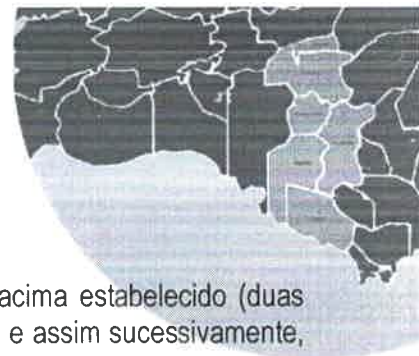 acima estabelecido (duas
e assim sucessivamente,